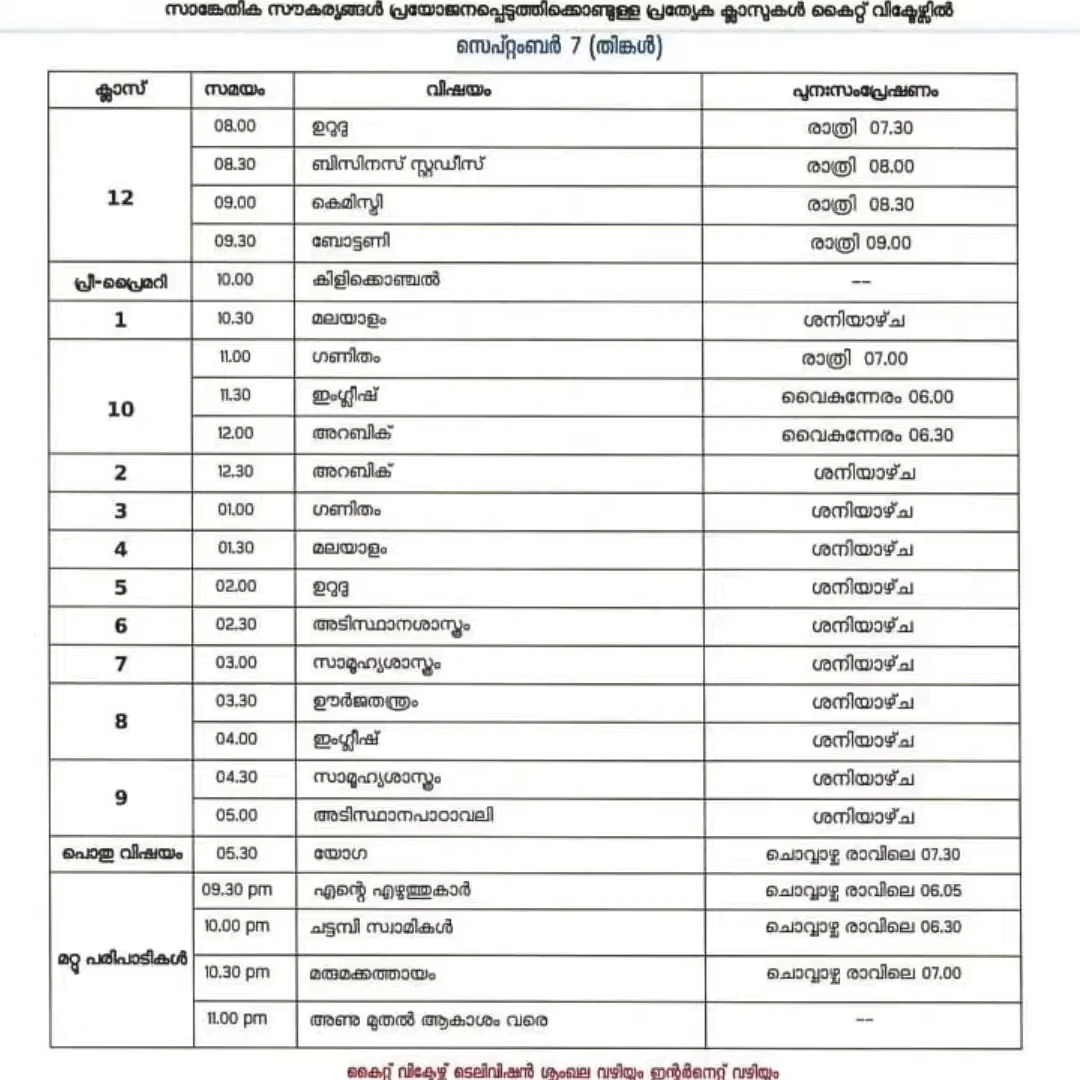 സാങ്കേതിക സൗകര്യങ്ങൾ പ്രയോജനപ്പെടുത്തിക്കൊണ്ടുള്ള പ്രത്യേക ക്ലാസുകൾ കൈറ്റ് വിക്ടേഴ്സിൽ
സെപ്റ്റംബർ 7 (തിങ്കൾ)
ക്ലാസ് സമയം വിഷയം പുനഃസംപ്രേഷണം
12 08.00 ഉറുദു രാത്രി 07.30
08.30 ബിസിനസ് സ്റ്റഡീസ് രാത്രി 08.00
09.00 കെമിസ്ട്രി രാത്രി 08.30
09.30 ബോട്ടണി രാത്രി 09.00
പ്രീ-പ്രൈമറി 10.00 കിളിക്കൊഞ്ചൽ --
1 10.30 മലയാളം ശനിയാഴ്ച
10 11.00 ഗണിതം രാത്രി 07.00
11.30 ഇംഗ്ലീഷ് വൈകുന്നേരം 06.00
12.00 അറബിക് വൈകുന്നേരം 06.30
2 12.30 അറബിക് ശനിയാഴ്ച
3 01.00 ഗണിതം ശനിയാഴ്ച
4 01.30 മലയാളം ശനിയാഴ്ച
5 02.00 ഉറുദു ശനിയാഴ്ച
6 02.30 അടിസ്ഥാനശാസ്ത്രം ശനിയാഴ്ച
7 03.00 സാമൂഹ്യശാസ്ത്രം ശനിയാഴ്ച
8 03.30 ഊർജതന്ത്രം ശനിയാഴ്ച
04.00 ഇംഗ്ലീഷ് ശനിയാഴ്ച
9 04.30 സാമൂഹ്യശാസ്ത്രം ശനിയാഴ്ച
05.00 അടിസ്ഥാനപാഠാവലി ശനിയാഴ്ച
പൊതു വിഷയം 05.30 യോഗ ചൊവ്വാഴ്ച രാവിലെ 07.30
മറ്റു പരിപാടികൾ 09.30 pm എന്റെ എഴുത്തുകാർ ചൊവ്വാഴ്ച രാവിലെ 06.05
10.00 pm ചട്ടമ്പി സ്വാമികൾ ചൊവ്വാഴ്ച രാവിലെ 06.30
10.30 pm മരുമക്കത്തായം ചൊവ്വാഴ്ച രാവിലെ 07.00
11.00 pm അണു മുതൽ ആകാശം വരെ --
കൈറ്റ് വിക്ടേഴ്സ് ടെലിവിഷൻ ശൃംഖല വഴിയും ഇന്റർനെറ്റ് വഴിയും